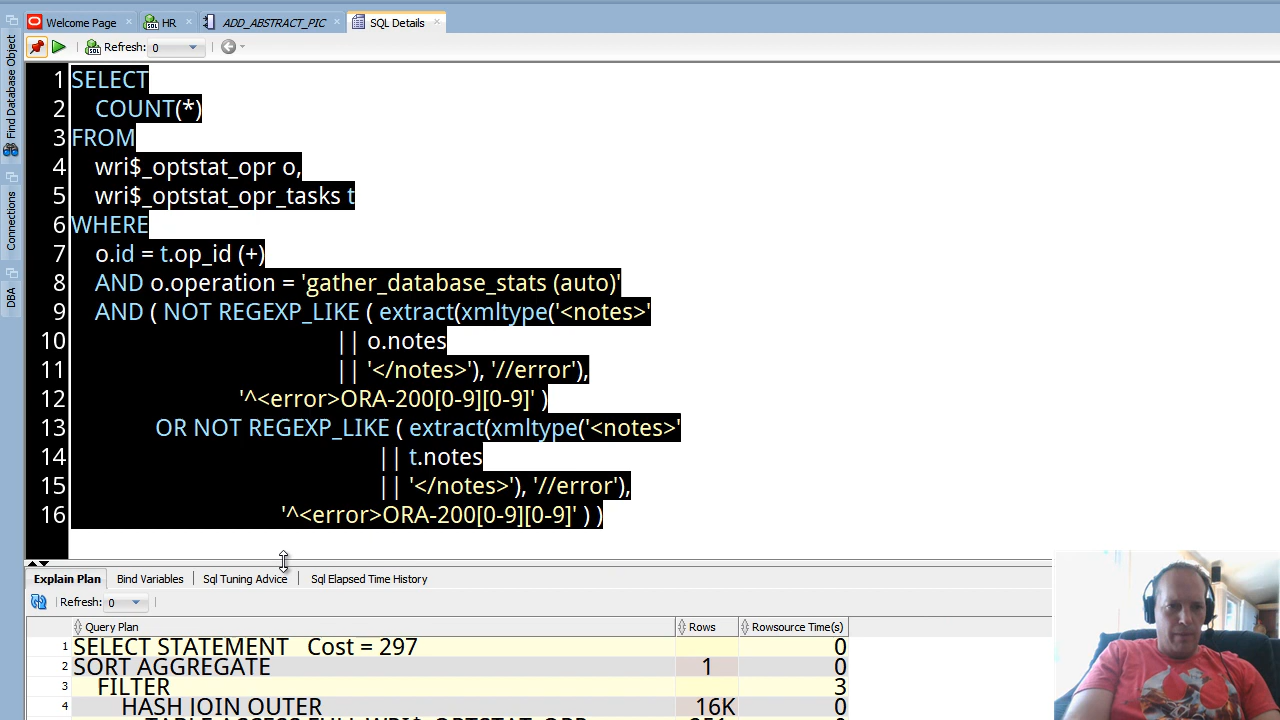 Welcome Page
HR
ADD_ABSTRACT_PIC
SQL Details
Refresh: 0
Find Database Object
Connections
DBA
1 SELECT
2 COUNT(*)
3 FROM
4 wri$_optstat_opr o,
5 wri$_optstat_opr_tasks t
6 WHERE
7 o.id = t.op_id (+)
8 AND o.operation = 'gather_database_stats (auto)'
9 AND ( NOT REGEXP_LIKE ( extract(xmltype('<notes>'
10 || o.notes
11 || '</notes>'), '//error'),
12 '^<error>ORA-200[0-9][0-9]' )
13 OR NOT REGEXP_LIKE ( extract(xmltype('<notes>'
14 || t.notes
15 || '</notes>'), '//error'),
16 '^<error>ORA-200[0-9][0-9]' ) )
Explain Plan
Bind Variables
Sql Tuning Advice
Sql Elapsed Time History
Refresh: 0
Query Plan Rows Rowsource Time(s)
1 SELECT STATEMENT Cost = 297 0
2 SORT AGGREGATE 1 0
3 FILTER 3
4 HASH JOIN OUTER 16K 0
TABLE ACCESS FULL WRI$_OPTSTAT_OPR